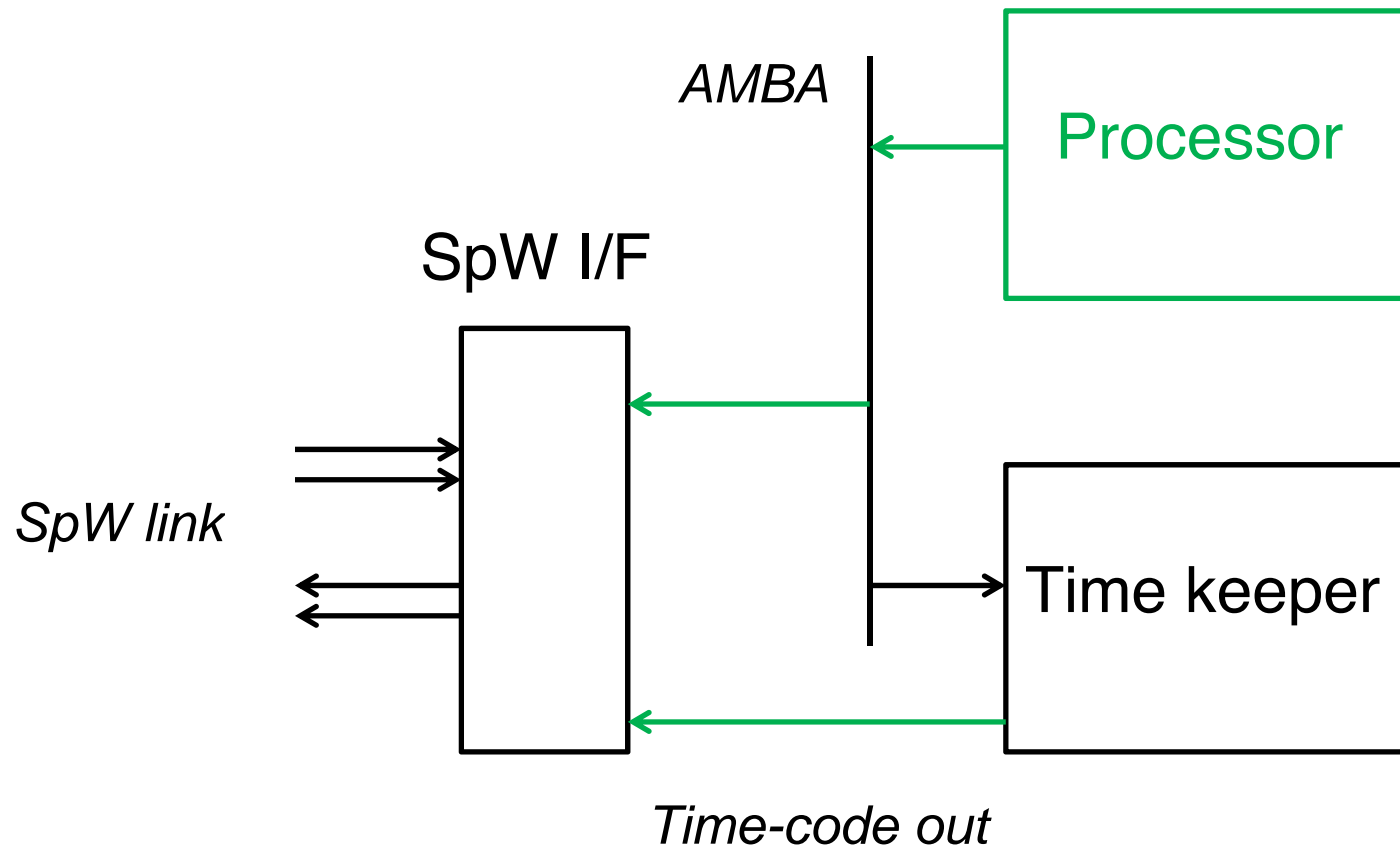 AMBA
Processor
SpW I/F
SpW link
Time keeper
Time-code out